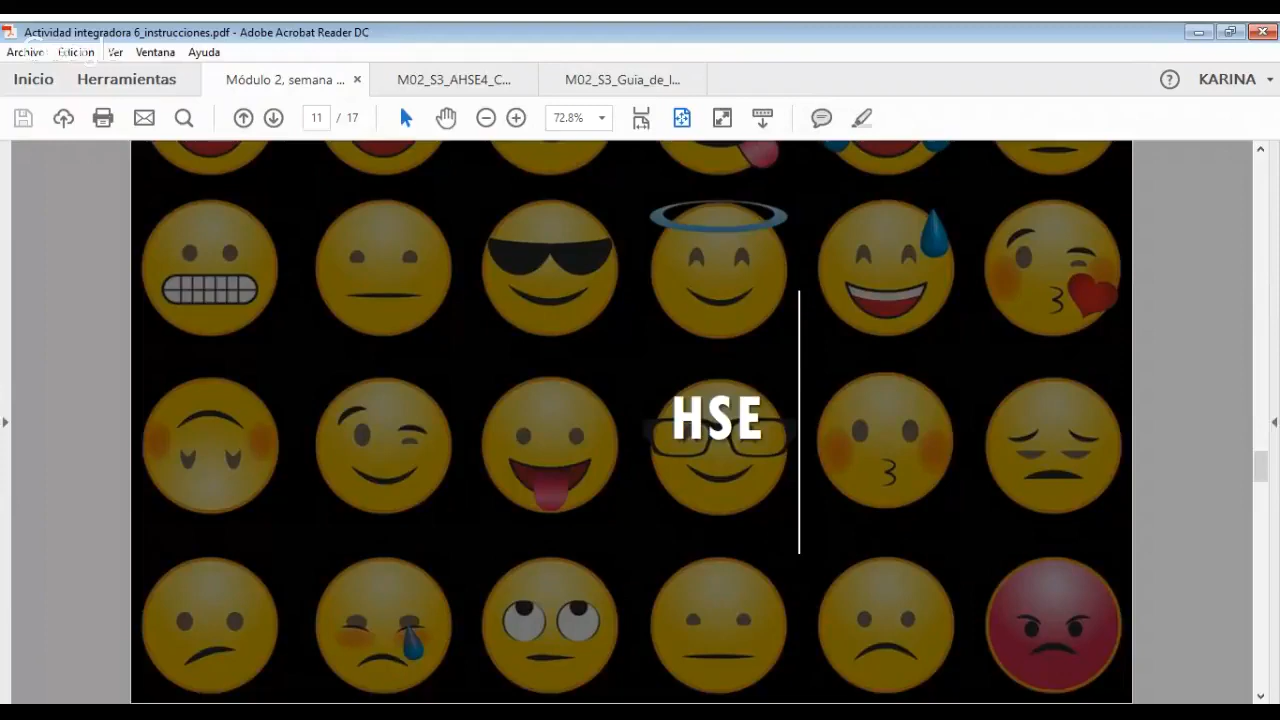 Actividad integradora 6_instrucciones.pdf - Adobe Acrobat Reader DC
Archivo Edición Ver Ventana Ayuda
Inicio Herramientas Módulo 2, semana ... × M02_S3_AHSE4_C... M02_S3_Guia_de_l... ? KARINA
11 / 17 72.8%
HSE